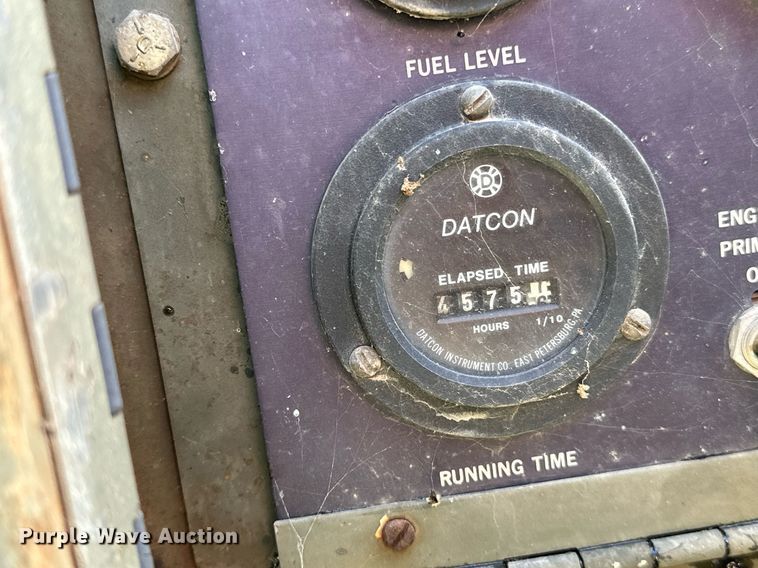 FUEL LEVEL
D
DATCON
ELAPSED TIME
4575
HOURS 1/10
DATCON INSTRUMENT CO. EAST PETERSBURG, PA
ENG
PRIM
O
RUNNING TIME
Purple Wave Auction